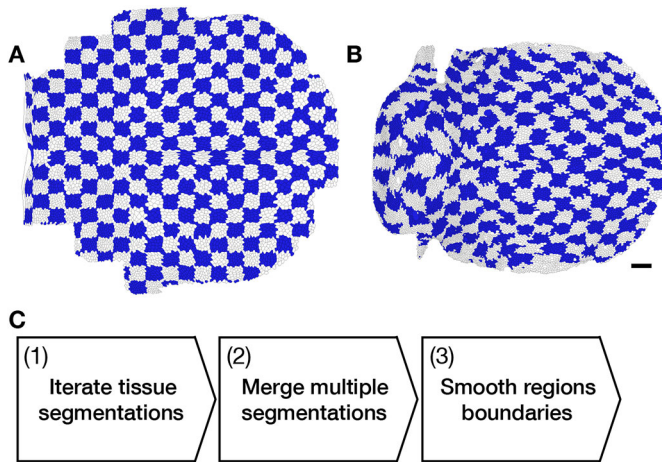 A
B
C
(1)
Iterate tissue
segmentations
(2)
Merge multiple
segmentations
(3)
Smooth regions
boundaries